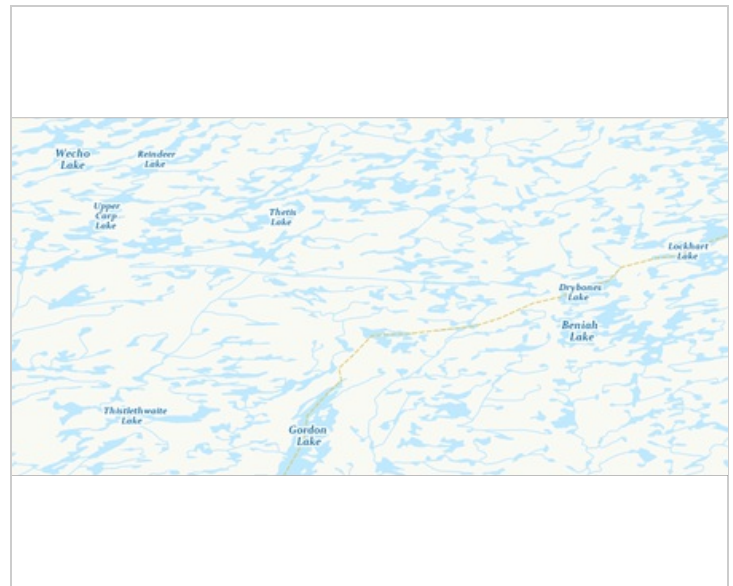 Wecho
Lake
Reindeer
Lake
Upper
Carp
Lake
Thetis
Lake
Lockhart
Lake
Drybones
Lake
Beniah
Lake
Thistlethwaite
Lake
Gordon
Lake